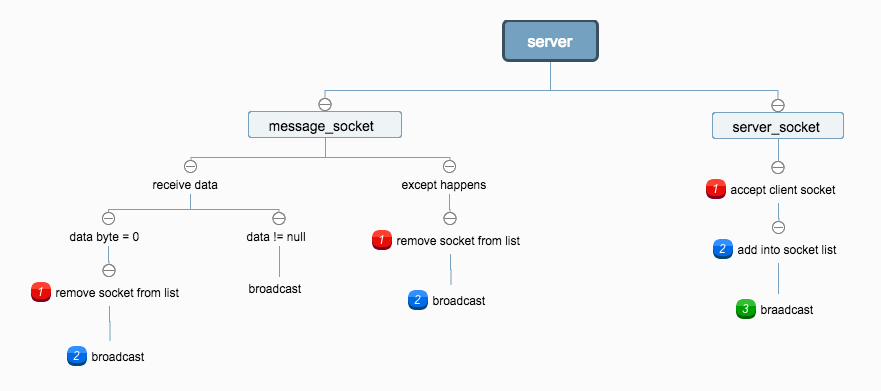 server
message_socket
server_socket
receive data
except happens
1 accept client socket
data byte = 0
data != null
1 remove socket from list
2 add into socket list
1 remove socket from list
broadcast
2 broadcast
3 braadcast
2 broadcast